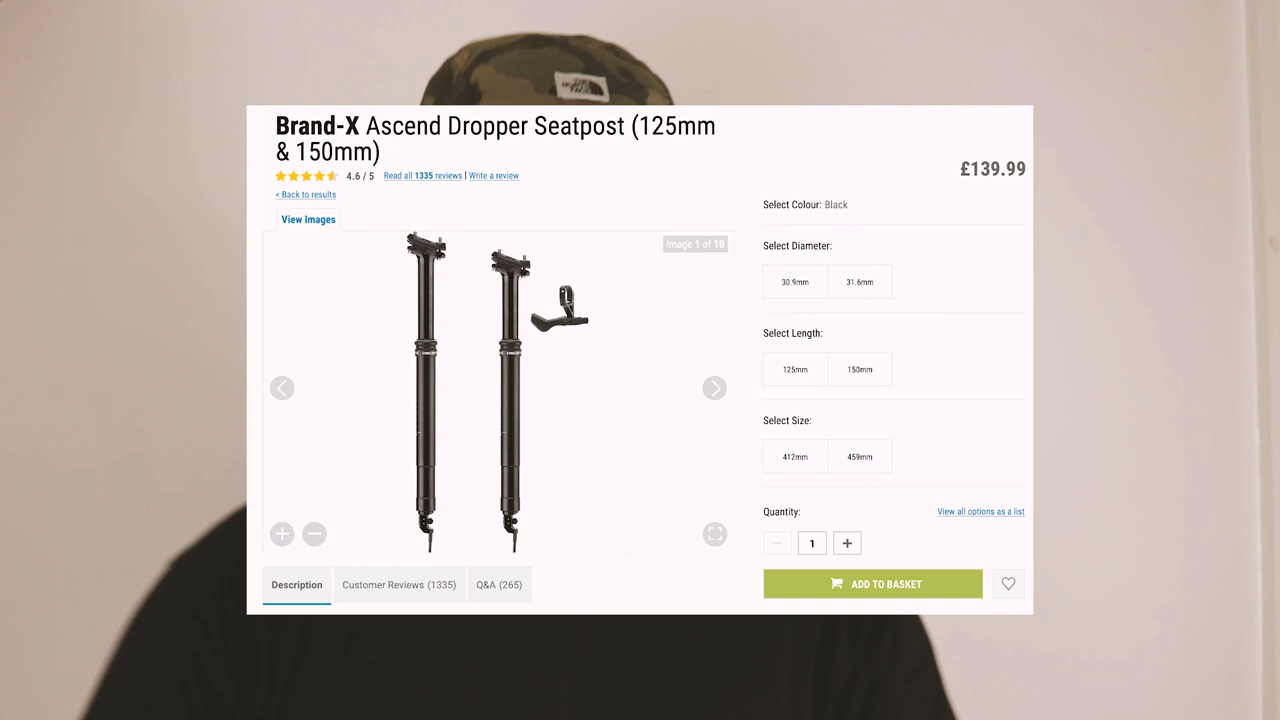 THE
NORTH
FACE
Brand-X Ascend Dropper Seatpost (125mm
& 150mm)
4.6 / 5 Read all 1335 reviews | Write a review
< Back to results
View Images
Image 1 of 10
Description Customer Reviews (1335) Q&A (265)
£139.99
Select Colour: Black
Select Diameter:
30.9mm 31.6mm
Select Length:
125mm 150mm
Select Size:
412mm 459mm
Quantity: View all options as a list
− 1 +
ADD TO BASKET